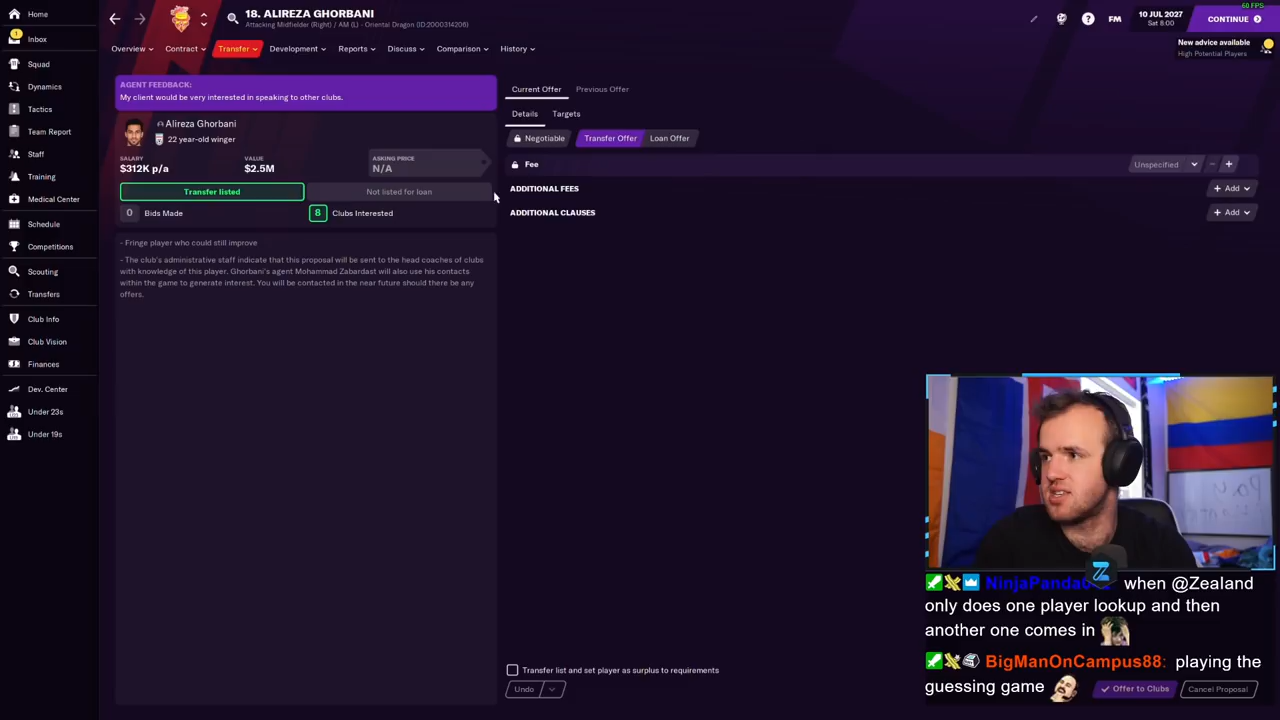 60 FPS
18. ALIREZA GHORBANI
Attacking Midfielder (Right) / AM (L) - Oriental Dragon (ID:2000314206)
FM
10 JUL 2027
Sat 8:00
CONTINUE
Home
1
Inbox
Squad
Dynamics
Tactics
Team Report
Staff
Training
Medical Center
Schedule
Competitions
Scouting
Transfers
Club Info
Club Vision
Finances
Dev. Center
Under 23s
Under 19s
Overview
Contract
Transfer
Development
Reports
Discuss
Comparison
History
New advice available
High Potential Players
AGENT FEEDBACK:
My client would be very interested in speaking to other clubs.
Alireza Ghorbani
22 year-old winger
SALARY
$312K p/a
VALUE
$2.5M
ASKING PRICE
N/A
Transfer listed
Not listed for loan
0 Bids Made
8 Clubs Interested
- Fringe player who could still improve
- The club's administrative staff indicate that this proposal will be sent to the head coaches of clubs
with knowledge of this player. Ghorbani's agent Mohammad Zabardast will also use his contacts
within the game to generate interest. You will be contacted in the near future should there be any
offers.
Current Offer
Previous Offer
Details
Targets
Negotiable
Transfer Offer
Loan Offer
Fee
Unspecified
ADDITIONAL FEES
Add
ADDITIONAL CLAUSES
Add
Transfer list and set player as surplus to requirements
Undo
when @Zealand
only does one player lookup and then
another one comes in
BigManOnCampus88: playing the
guessing game
Offer to Clubs
Cancel Proposal